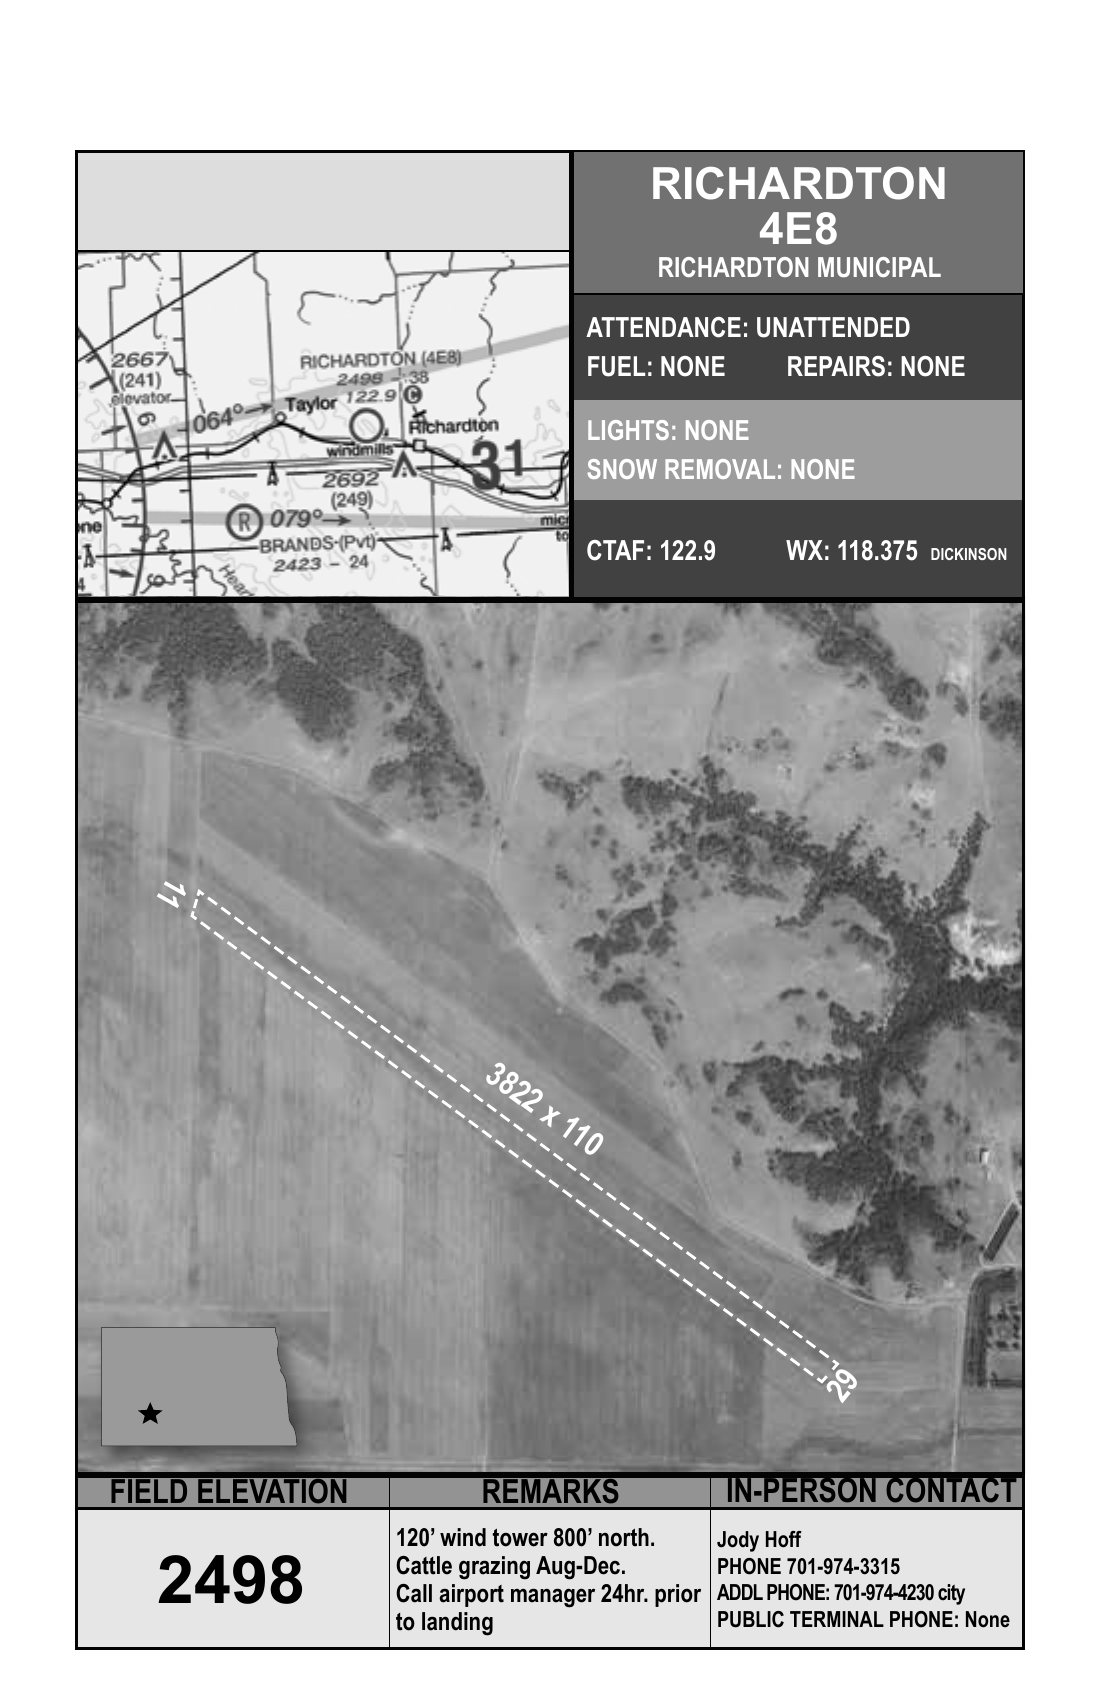 RICHARDTON
4E8
RICHARDTON MUNICIPAL
ATTENDANCE: UNATTENDED
FUEL: NONE REPAIRS: NONE
LIGHTS: NONE
SNOW REMOVAL: NONE
CTAF: 122.9 WX: 118.375 DICKINSON
2667
(241)
elevator
RICHARDTON (4E8)
2498 - 38
122.9 C
064° Taylor
Richardton
windmills
31
2692
(249)
R 079°
BRANDS (Pvt)
2423 - 24
Heart
11
3822 x 110
29
FIELD ELEVATION
2498
REMARKS
120’ wind tower 800’ north.
Cattle grazing Aug-Dec.
Call airport manager 24hr. prior
to landing
IN-PERSON CONTACT
Jody Hoff
PHONE 701-974-3315
ADDL PHONE: 701-974-4230 city
PUBLIC TERMINAL PHONE: None